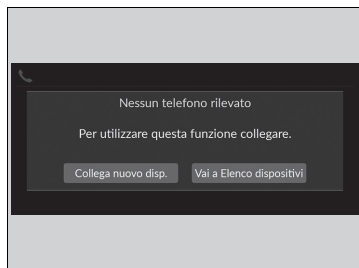 Nessun telefono rilevato
Per utilizzare questa funzione collegare.
Collega nuovo disp.
Vai a Elenco dispositivi